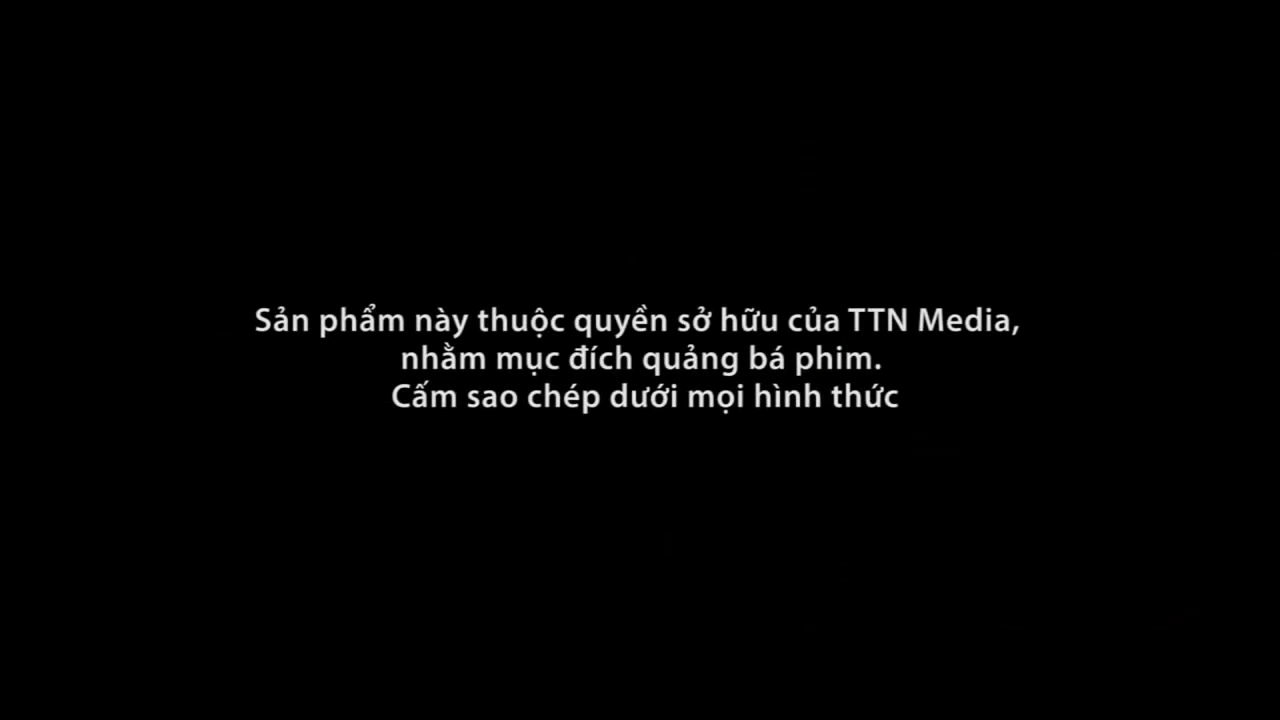 Sản phẩm này thuộc quyền sở hữu của TTN Media,
nhằm mục đích quảng bá phim.
Cấm sao chép dưới mọi hình thức